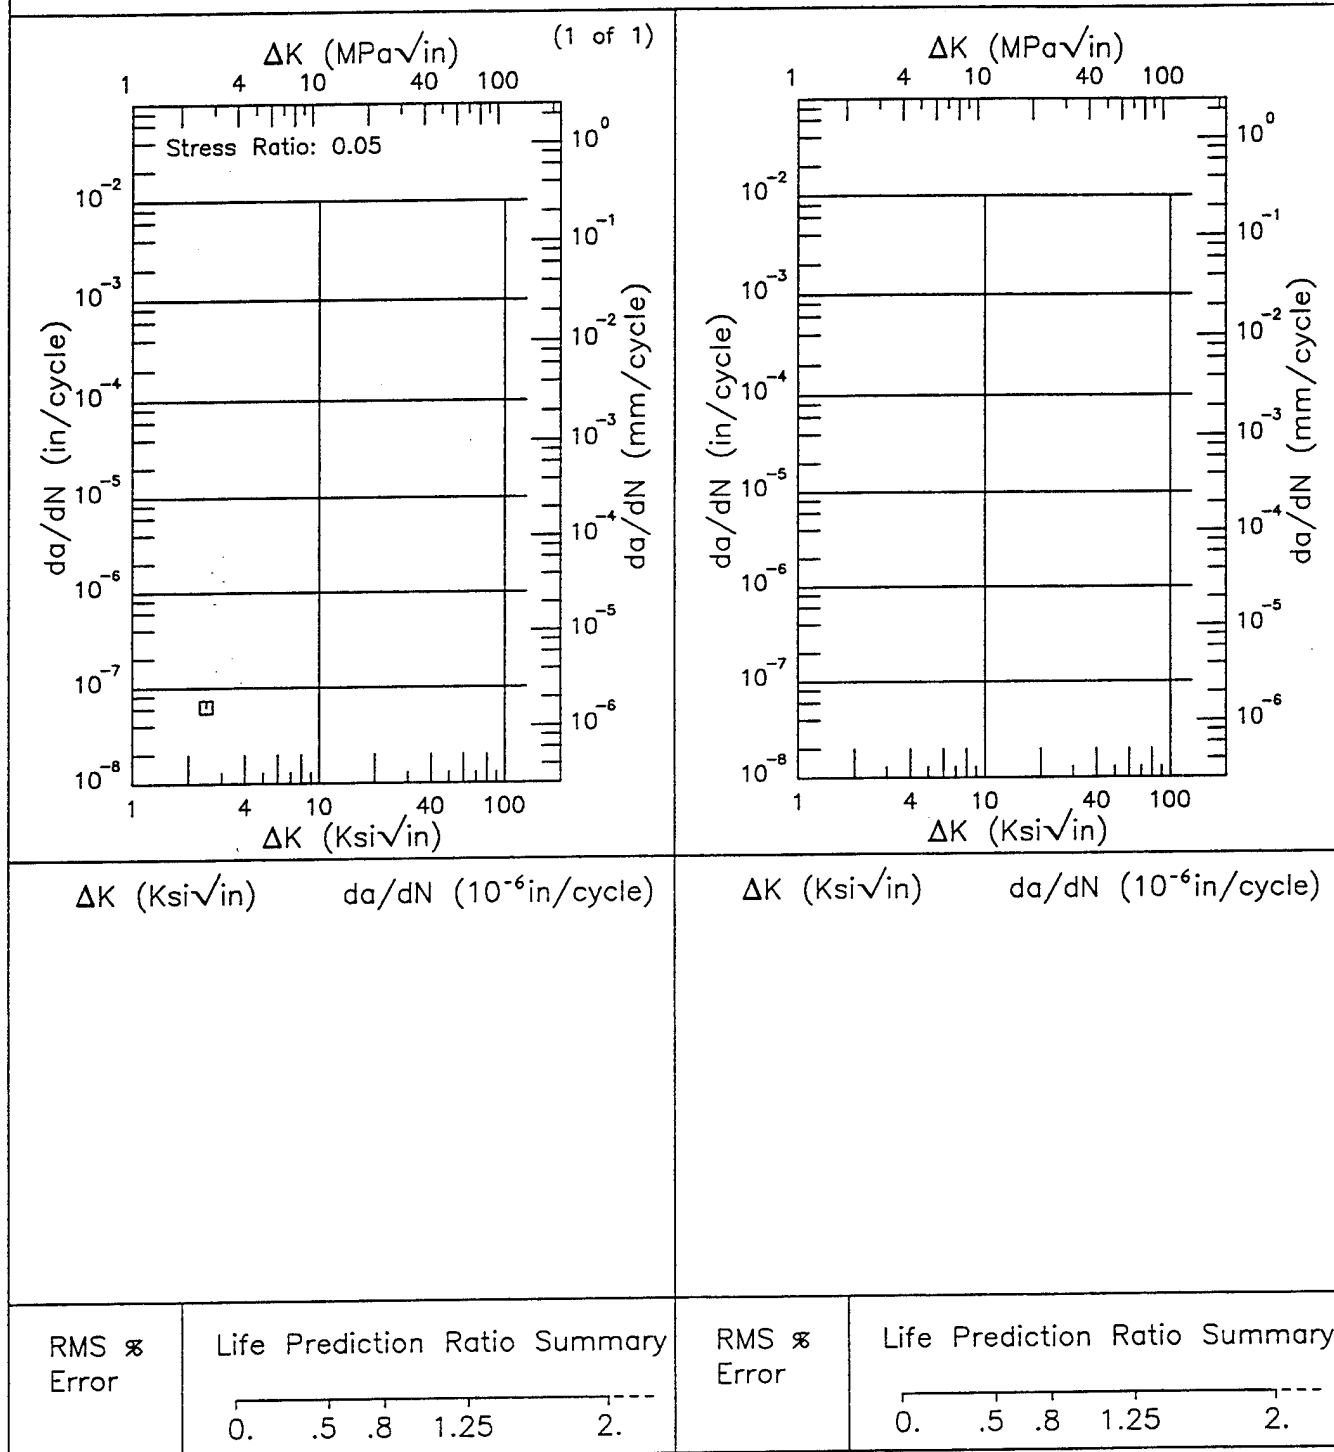 (1 of 1)
ΔK (MPa√in)
1 4 10 40 100
Stress Ratio: 0.05
10⁻²
10⁻³
10⁻⁴
10⁻⁵
10⁻⁶
10⁻⁷
10⁻⁸
da/dN (in/cycle)
10⁰
10⁻¹
10⁻²
10⁻³
10⁻⁴
10⁻⁵
10⁻⁶
da/dN (mm/cycle)
1 4 10 40 100
ΔK (Ksi√in)
ΔK (MPa√in)
1 4 10 40 100
10⁻²
10⁻³
10⁻⁴
10⁻⁵
10⁻⁶
10⁻⁷
10⁻⁸
da/dN (in/cycle)
10⁰
10⁻¹
10⁻²
10⁻³
10⁻⁴
10⁻⁵
10⁻⁶
da/dN (mm/cycle)
1 4 10 40 100
ΔK (Ksi√in)
ΔK (Ksi√in) da/dN (10⁻⁶in/cycle)
ΔK (Ksi√in) da/dN (10⁻⁶in/cycle)
RMS %
Error
Life Prediction Ratio Summary
0. .5 .8 1.25 2.
RMS %
Error
Life Prediction Ratio Summary
0. .5 .8 1.25 2.